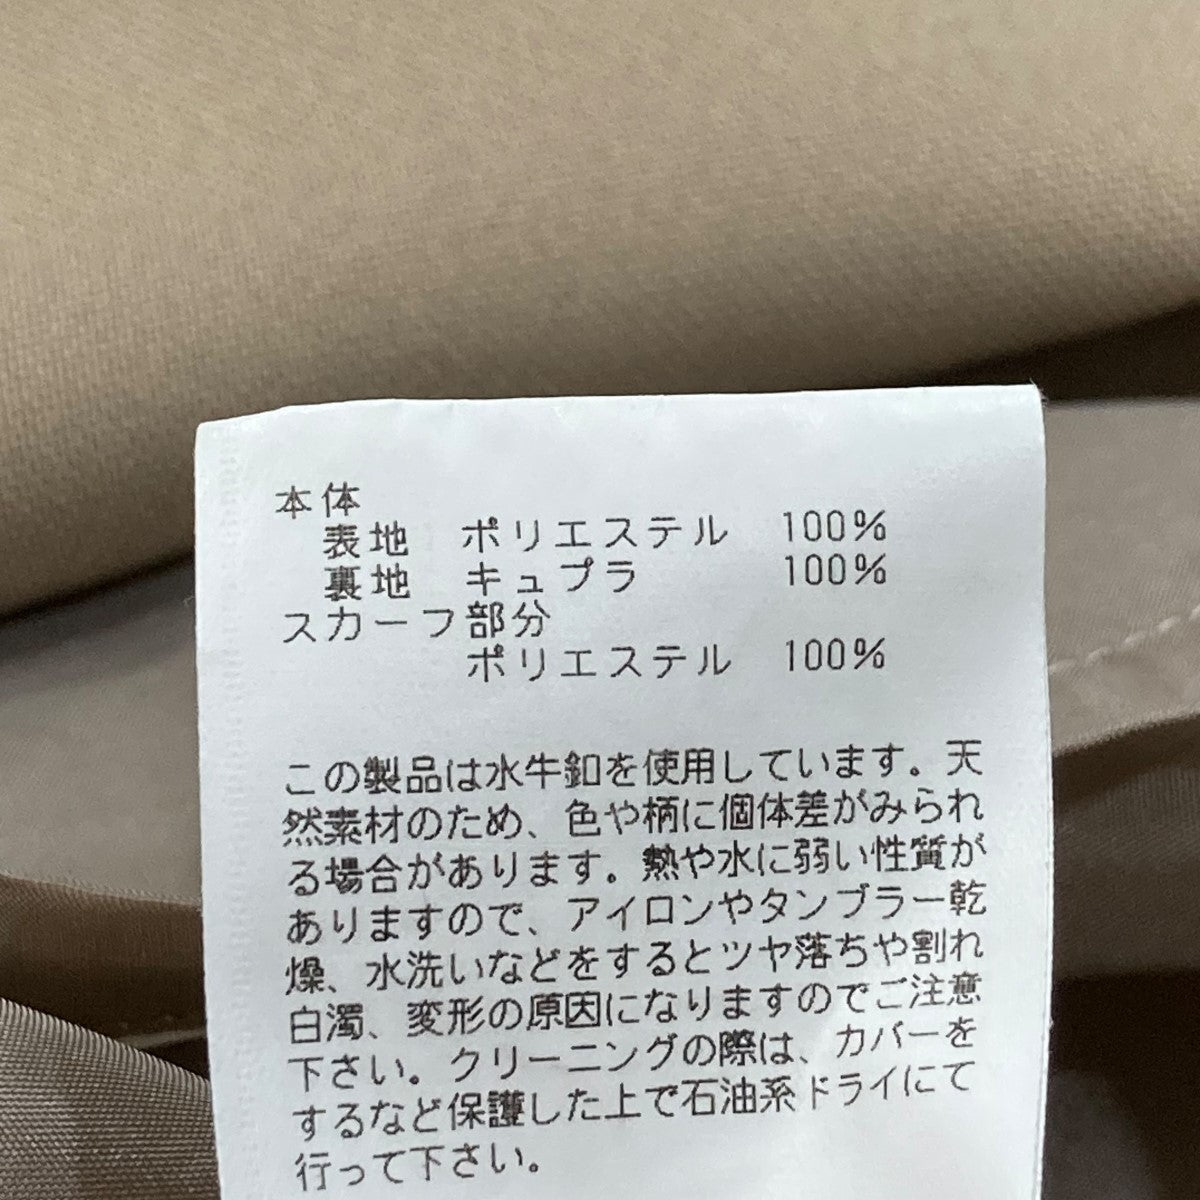 本体
表地 ポリエステル 100%
裏地 キュプラ 100%
スカーフ部分
ポリエステル 100%
この製品は水牛釦を使用しています。天
然素材のため、色や柄に個体差がみられ
る場合があります。熱や水に弱い性質が
ありますので、アイロンやタンブラー乾
燥、水洗いなどをするとツヤ落ちや割れ
白濁、変形の原因になりますのでご注意
下さい。クリーニングの際は、カバーを
するなど保護した上で石油系ドライにて
行って下さい。